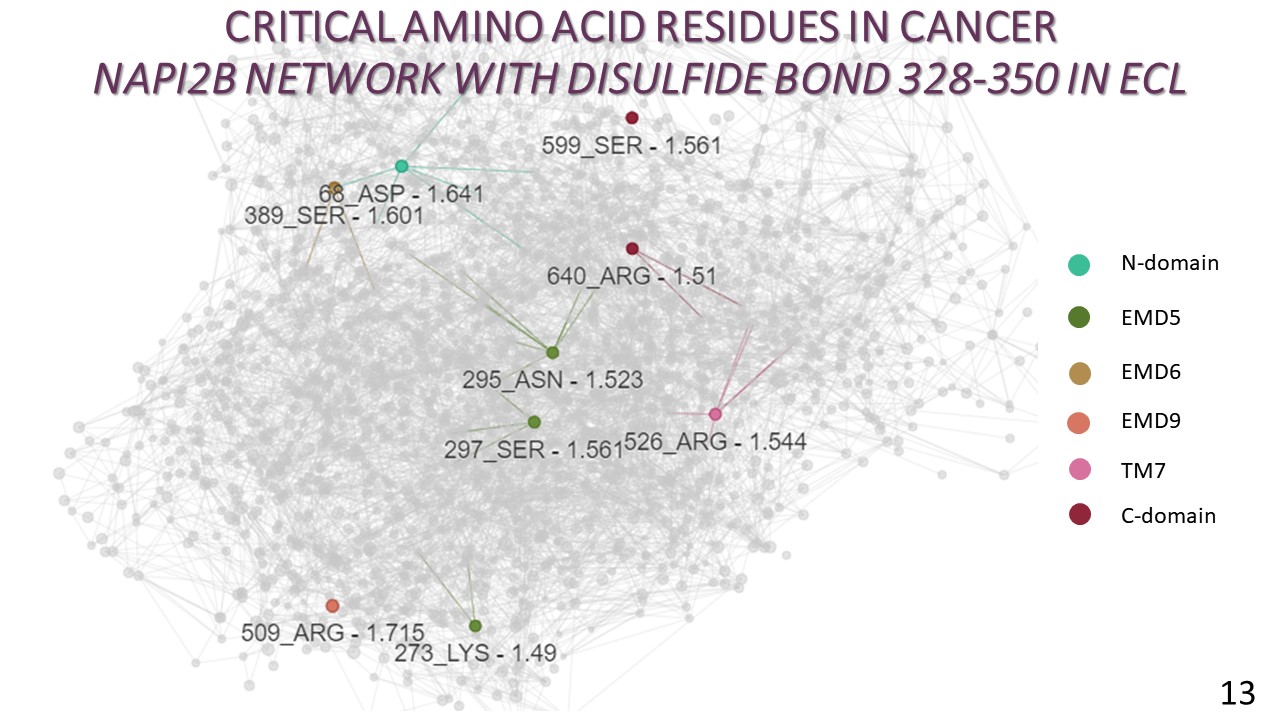 CRITICAL AMINO ACID RESIDUES IN CANCER
NAPI2B NETWORK WITH DISULFIDE BOND 328-350 IN ECL
599_SER - 1.561
68_ASP - 1.641
389_SER - 1.601
640_ARG - 1.51
295_ASN - 1.523
297_SER - 1.561
526_ARG - 1.544
509_ARG - 1.715
273_LYS - 1.49
N-domain
EMD5
EMD6
EMD9
TM7
C-domain
13